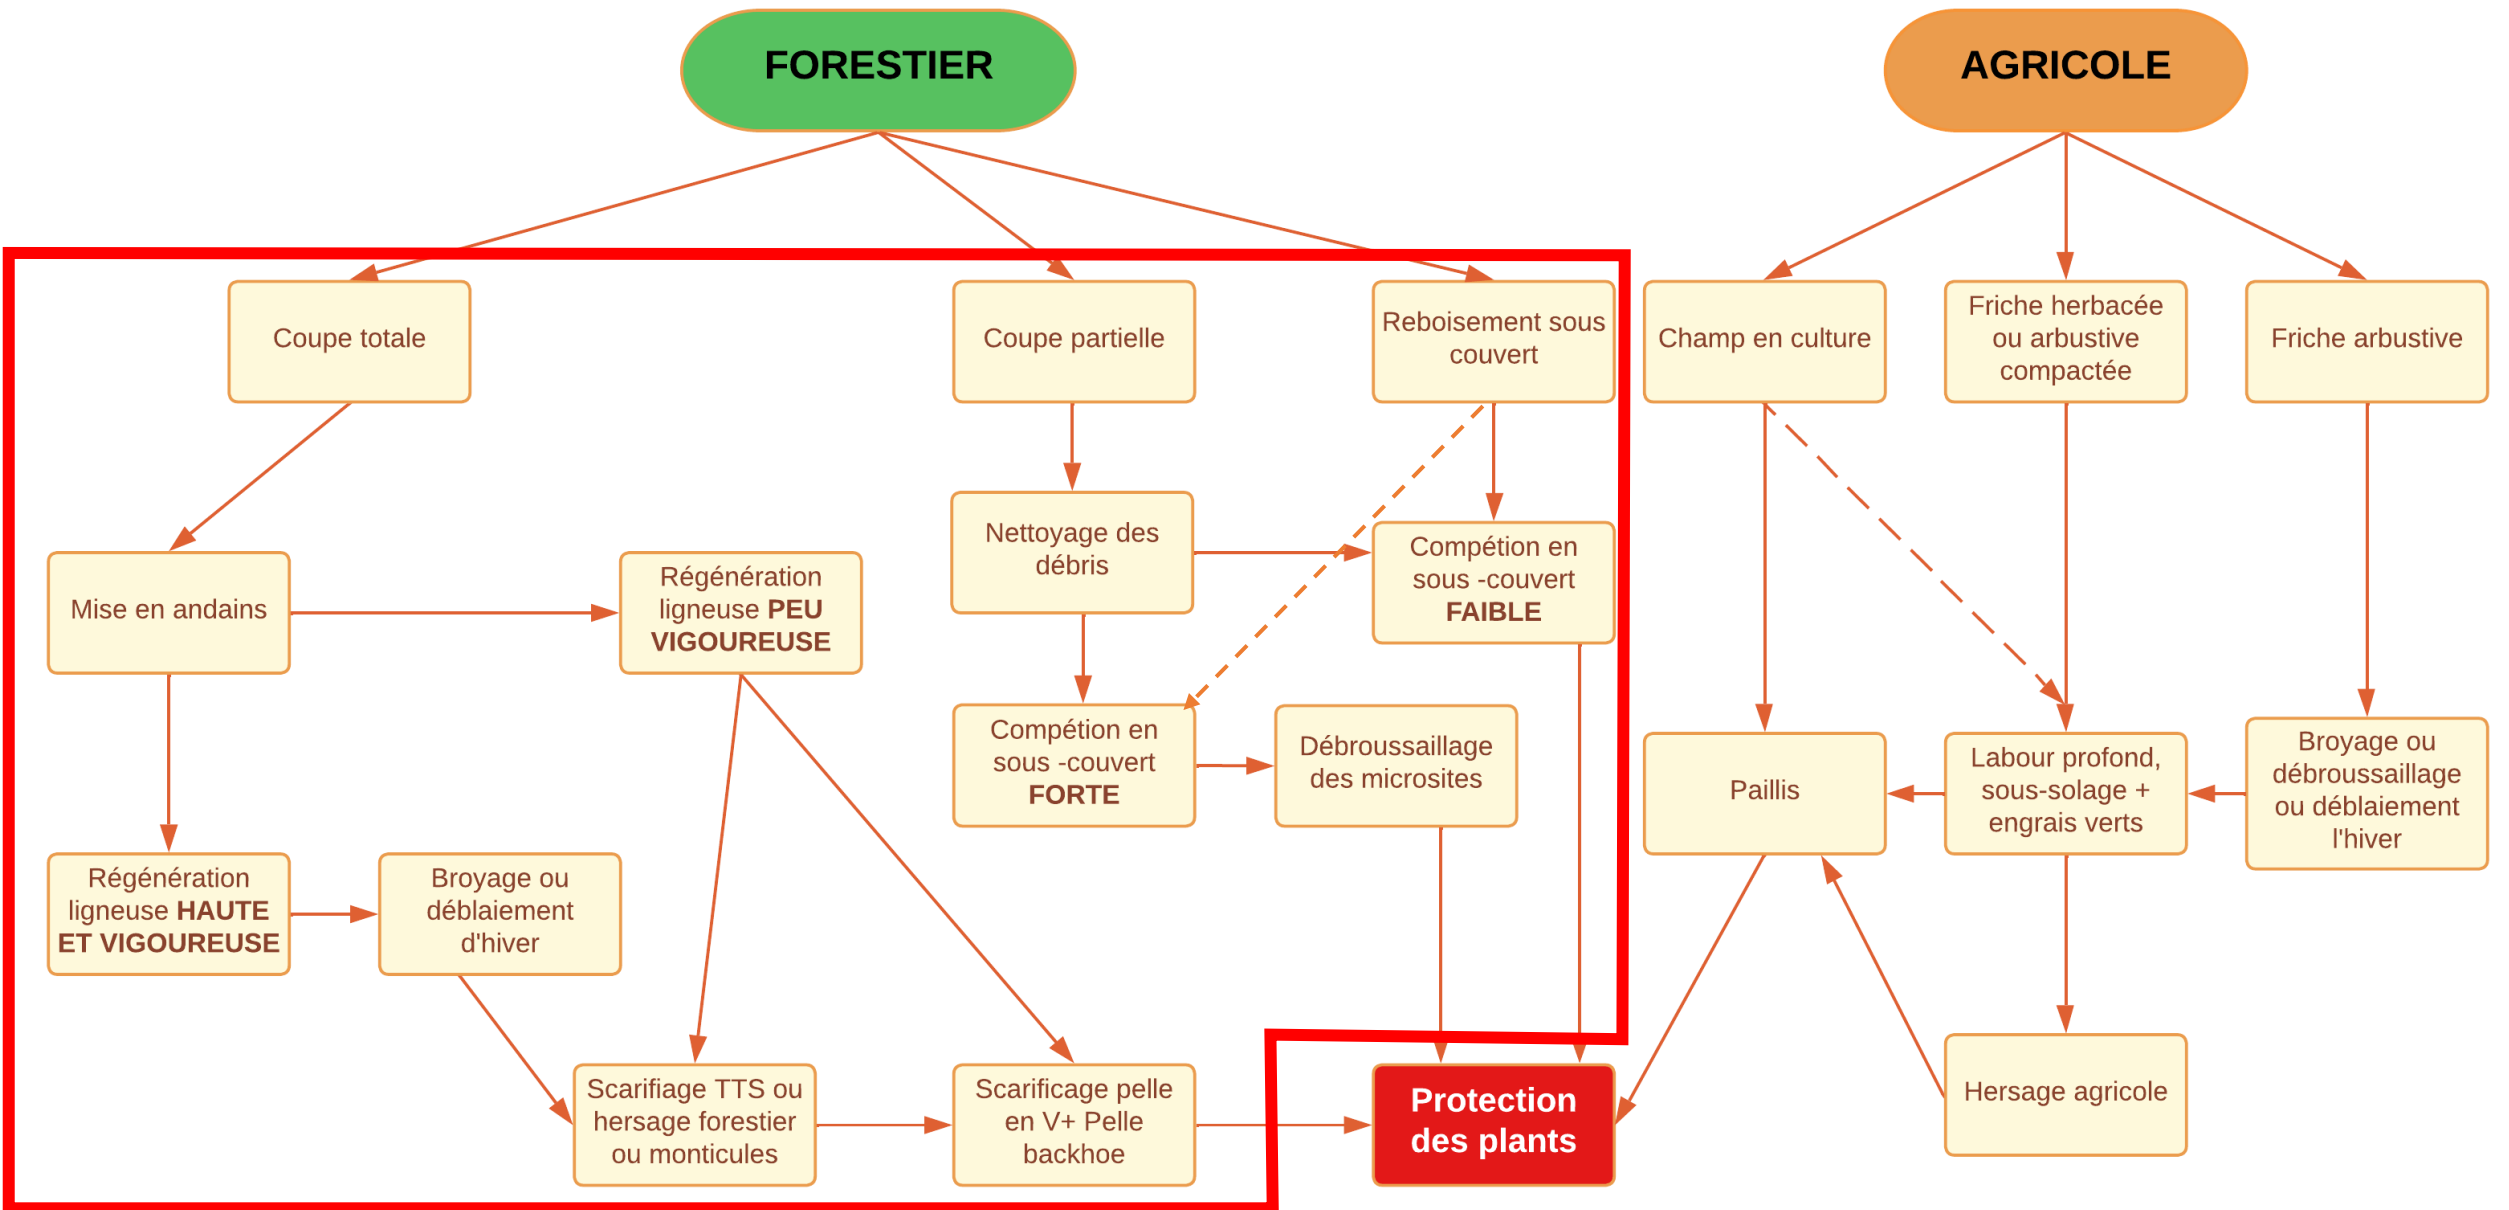 FORESTIER
AGRICOLE
Coupe totale
Coupe partielle
Reboisement sous
couvert
Champ en culture
Friche herbacée
ou arbustive
compactée
Friche arbustive
Mise en andains
Régénération
ligneuse PEU
VIGOUREUSE
Nettoyage des
débris
Compétion en
sous -couvert
FAIBLE
Compétion en
sous -couvert
FORTE
Débroussaillage
des microsites
Paillis
Labour profond,
sous-solage +
engrais verts
Broyage ou
débroussaillage
ou déblaiement
l'hiver
Régénération
ligneuse HAUTE
ET VIGOUREUSE
Broyage ou
déblaiement
d'hiver
Scarifiage TTS ou
hersage forestier
ou monticules
Scarificage pelle
en V+ Pelle
backhoe
Protection
des plants
Hersage agricole